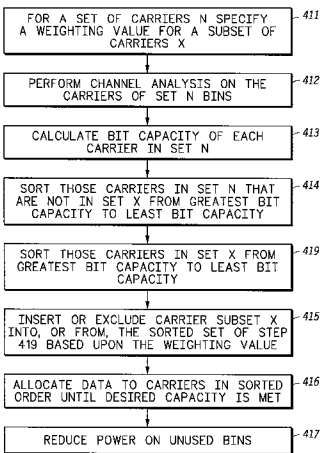 FOR A SET OF CARRIERS N SPECIFY
A WEIGHTING VALUE FOR A SUBSET OF
CARRIERS X
411
PERFORM CHANNEL ANALYSIS ON THE
CARRIERS OF SET N BINS
412
CALCULATE BIT CAPACITY OF EACH
CARRIER IN SET N
413
SORT THOSE CARRIERS IN SET N THAT
ARE NOT IN SET X FROM GREATEST BIT
CAPACITY TO LEAST BIT CAPACITY
414
SORT THOSE CARRIERS IN SET X FROM
GREATEST BIT CAPACITY TO LEAST BIT
CAPACITY
419
INSERT OR EXCLUDE CARRIER SUBSET X
INTO, OR FROM, THE SORTED SET OF STEP
419 BASED UPON THE WEIGHTING VALUE
415
ALLOCATE DATA TO CARRIERS IN SORTED
ORDER UNTIL DESIRED CAPACITY IS MET
416
REDUCE POWER ON UNUSED BINS
417